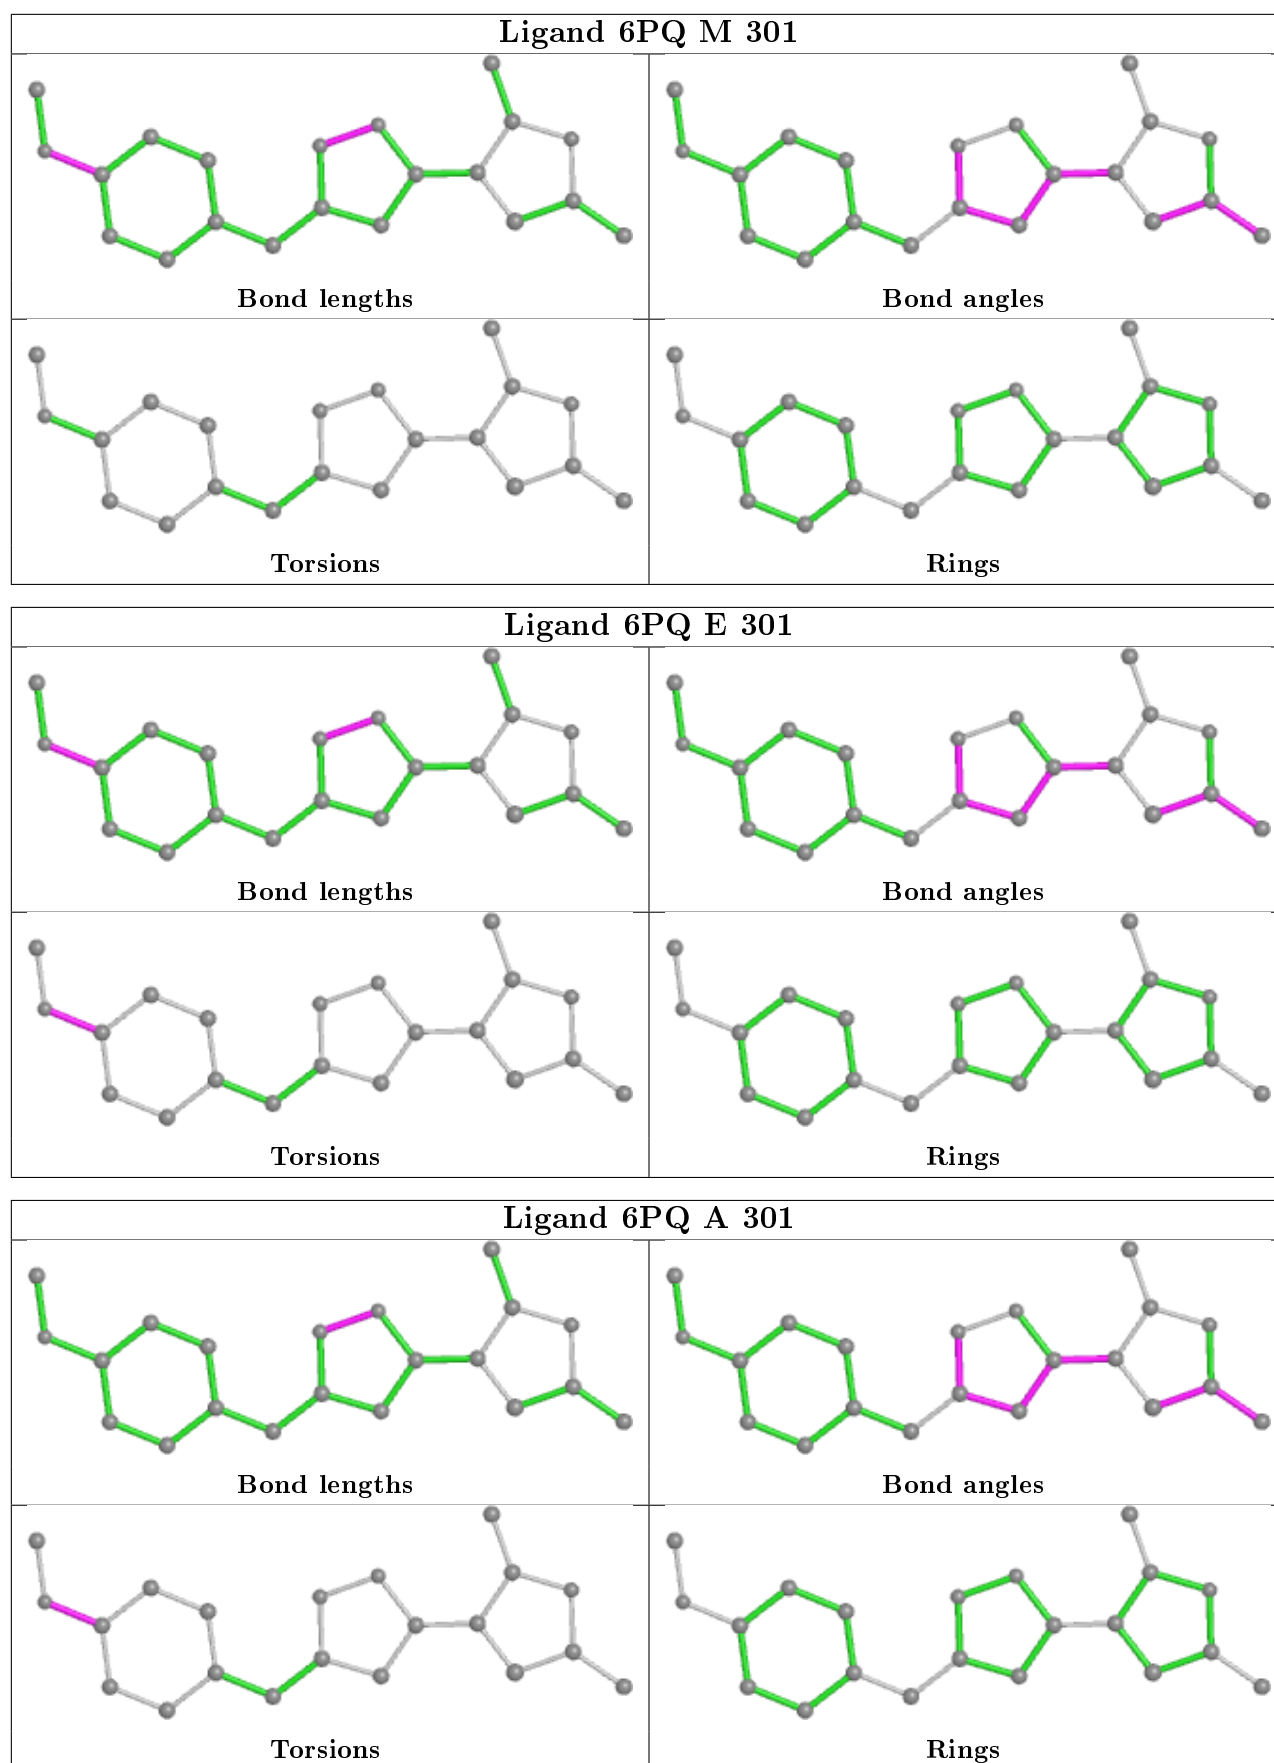 Ligand 6PQ M 301
Bond lengths
Bond angles
Torsions
Rings
Ligand 6PQ E 301
Bond lengths
Bond angles
Torsions
Rings
Ligand 6PQ A 301
Bond lengths
Bond angles
Torsions
Rings